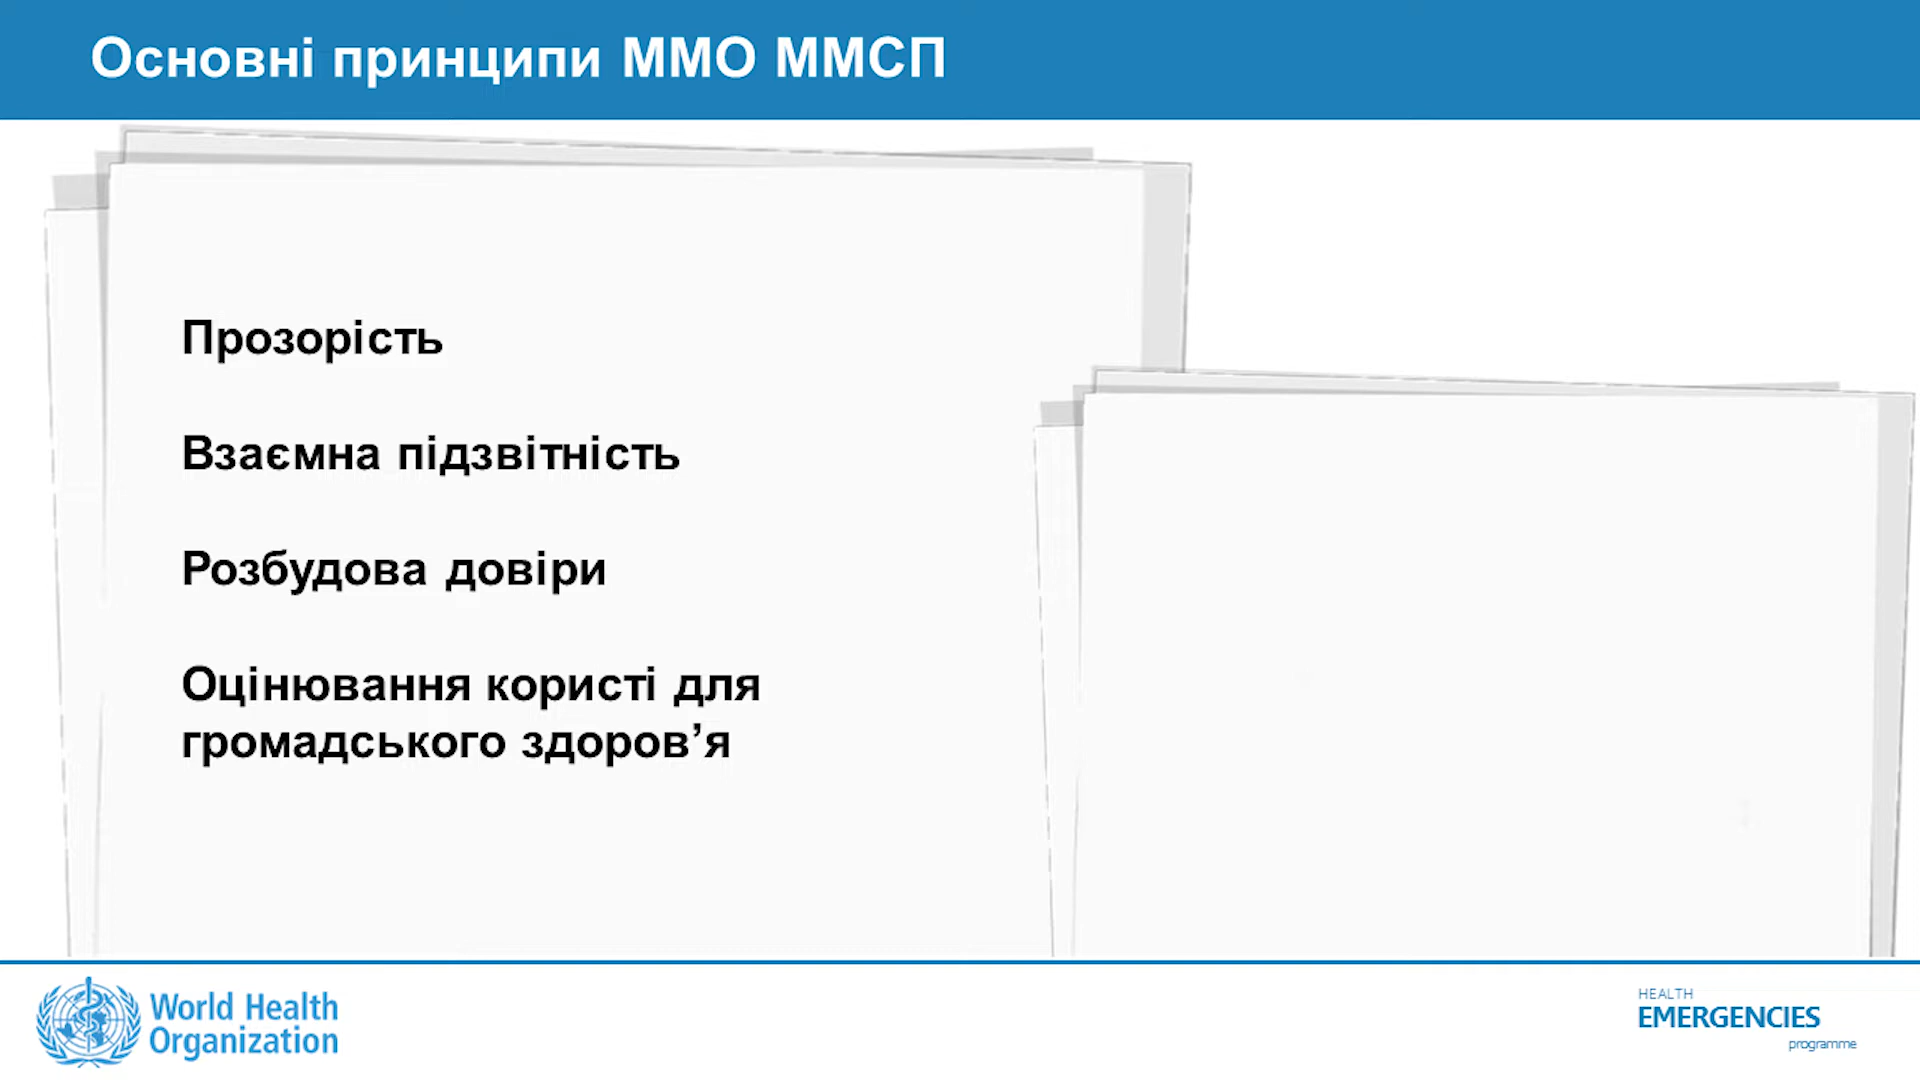 Основні принципи ММО ММСП
Прозорість
Взаємна підзвітність
Розбудова довіри
Оцінювання користі для
громадського здоров’я
World Health
Organization
HEALTH
EMERGENCIES
programme